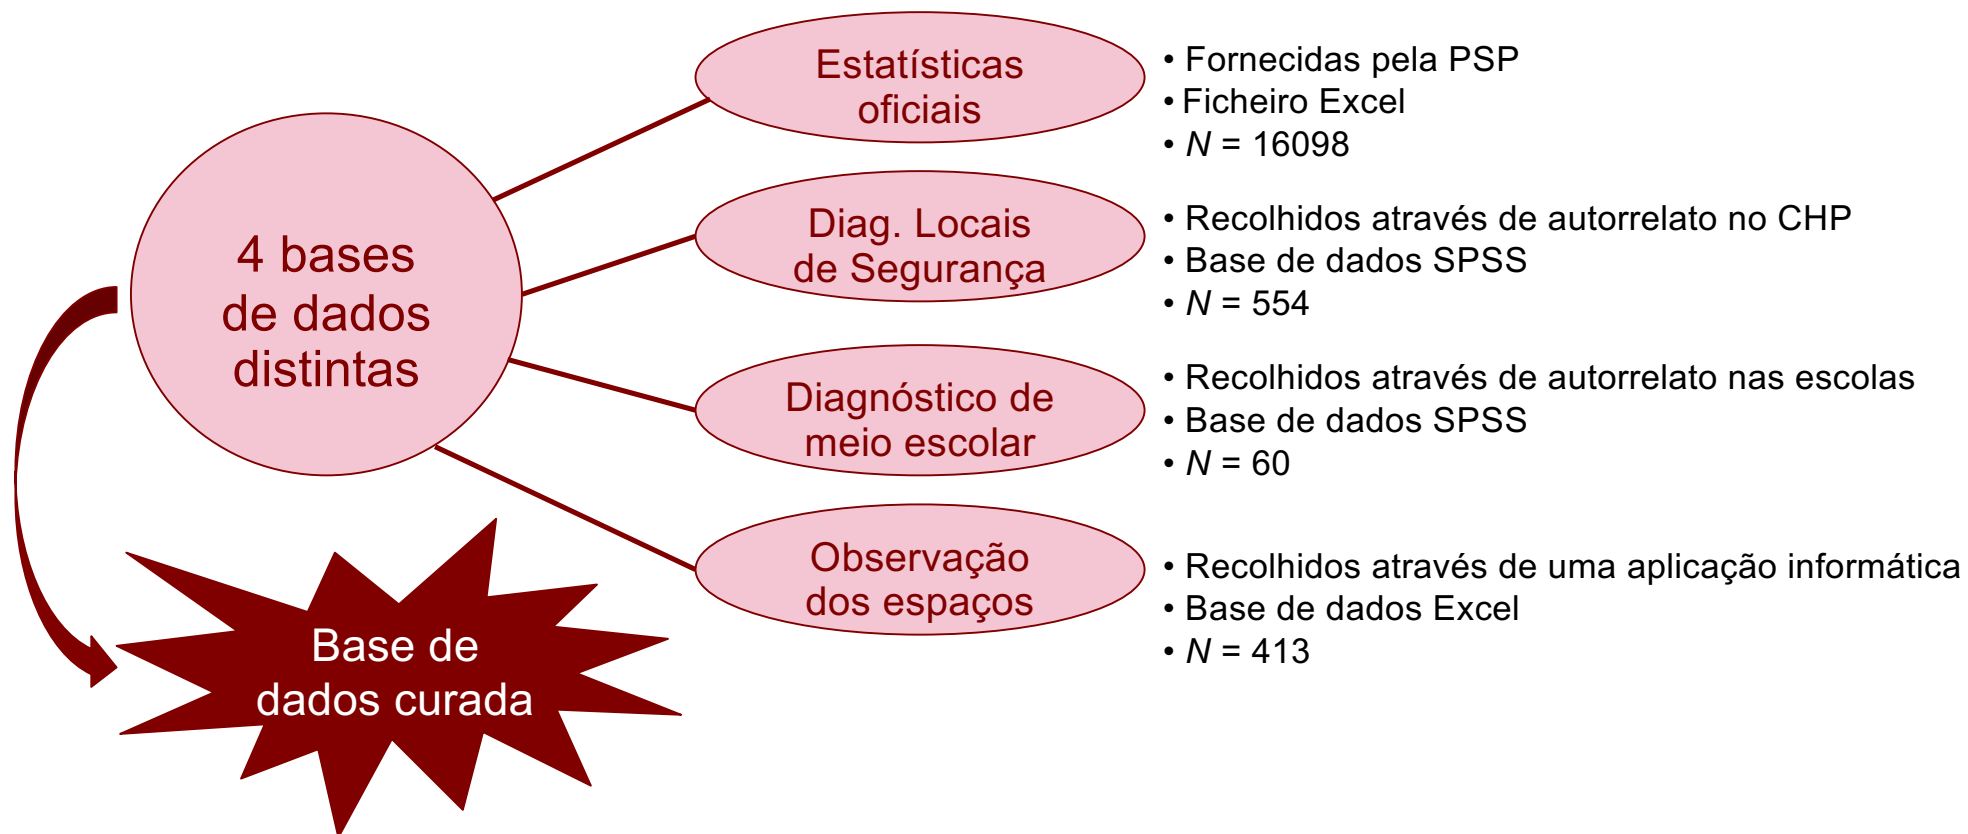 4 bases
de dados
distintas
Estatísticas
oficiais
• Fornecidas pela PSP
• Ficheiro Excel
• N = 16098
Diag. Locais
de Segurança
• Recolhidos através de autorrelato no CHP
• Base de dados SPSS
• N = 554
Diagnóstico de
meio escolar
• Recolhidos através de autorrelato nas escolas
• Base de dados SPSS
• N = 60
Observação
dos espaços
• Recolhidos através de uma aplicação informática
• Base de dados Excel
• N = 413
Base de
dados curada